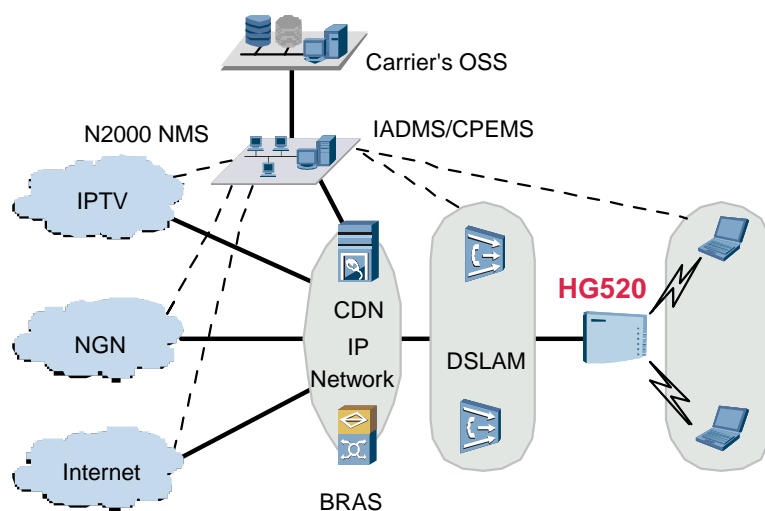 Carrier's OSS
N2000 NMS
IADMS/CPEMS
IPTV
HG520
CDN
NGN
IP
DSLAM
Network
Internet
BRAS